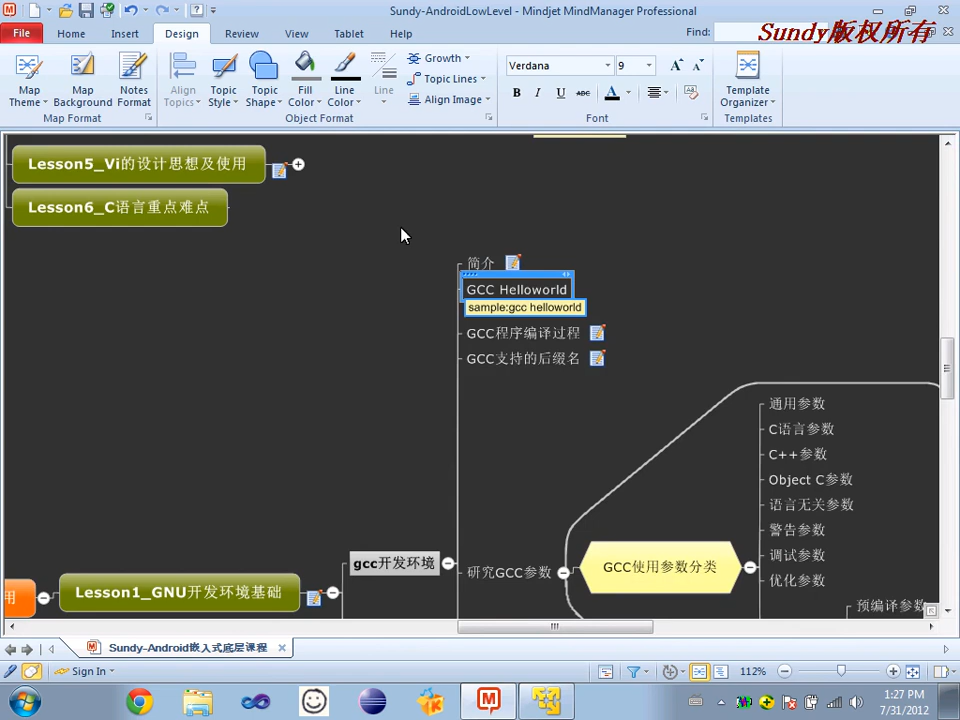 Sundy-AndroidLowLevel - Mindjet MindManager Professional
File
Home
Insert
Design
Review
View
Tablet
Help
Find:
Sundy版权所有
Map Theme
Map Background
Notes Format
Align Topics
Topic Style
Topic Shape
Fill Color
Line Color
Line
Growth
Topic Lines
Align Image
Verdana
9
B
I
U
ABC
A
Template Organizer
Map Format
Object Format
Font
Templates
Lesson5_Vi的设计思想及使用
Lesson6_C语言重点难点
简介
GCC Helloworld
sample:gcc helloworld
GCC程序编译过程
GCC支持的后缀名
通用参数
C语言参数
C++参数
Object C参数
语言无关参数
警告参数
调试参数
优化参数
预编译参数
gcc开发环境
研究GCC参数
GCC使用参数分类
用
Lesson1_GNU开发环境基础
Sundy-Android嵌入式底层课程
Sign In
112%
1:27 PM
7/31/2012